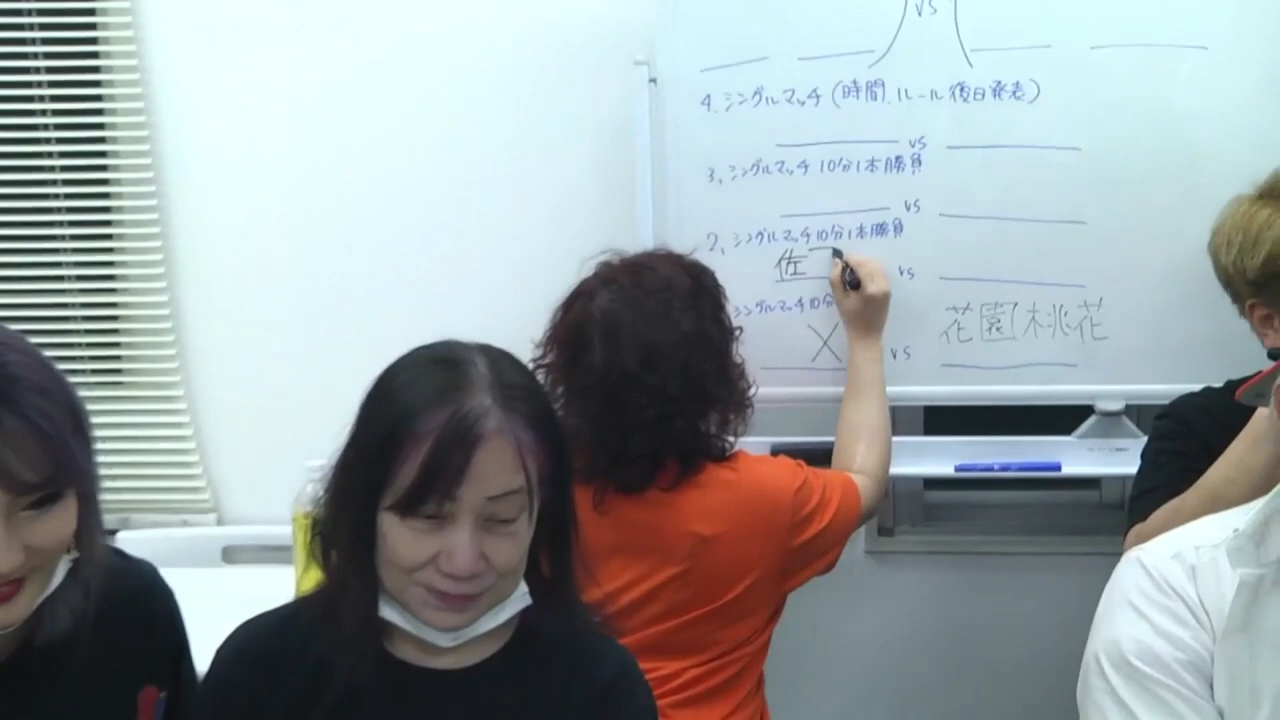 vs
4. シングルマッチ (時間、ルール後日発表)
vs
3. シングルマッチ 10分1本勝負
vs
2. シングルマッチ10分1本勝負
佐 vs
シングルマッチ10分
X vs 花園桃花